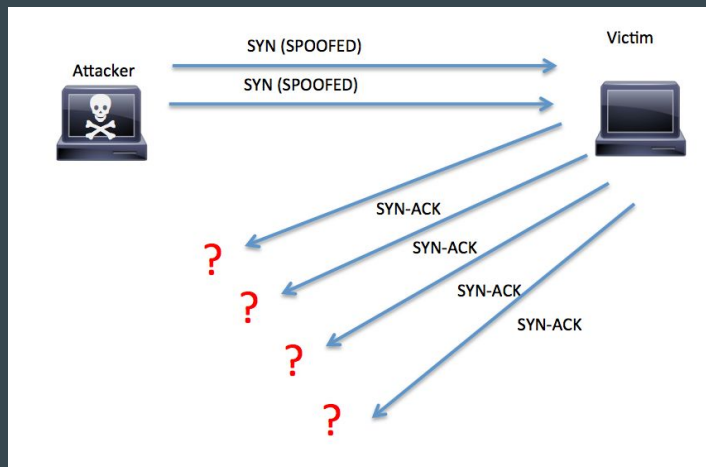 SYN (SPOOFED)
Victim
Attacker
SYN (SPOOFED)
SYN-ACK
?
SYN-ACK
?
SYN-ACK
?
SYN-ACK
?